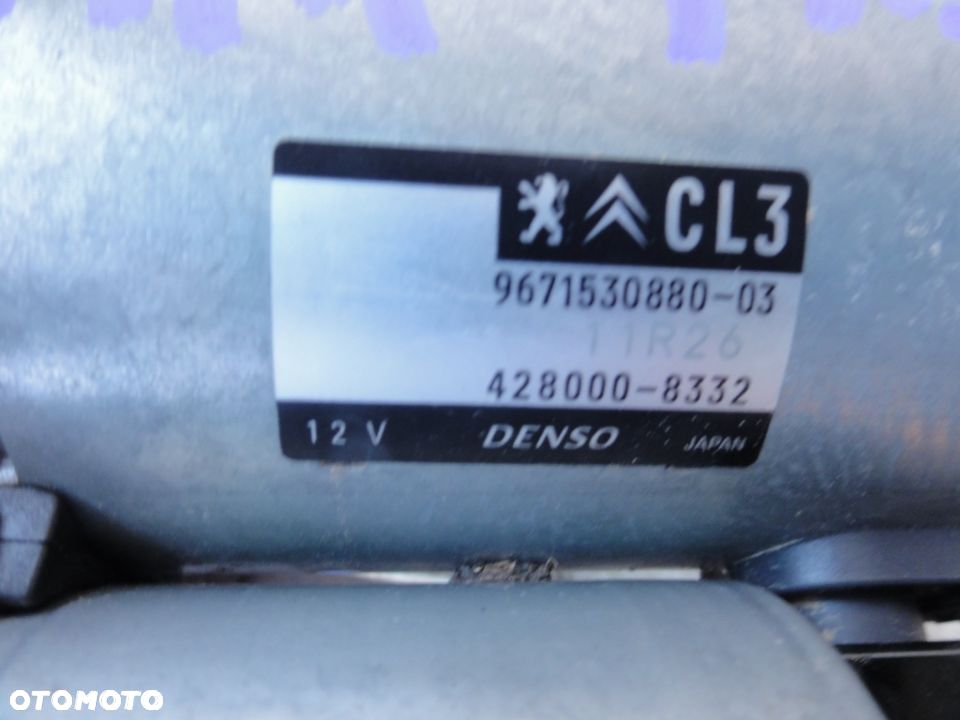 CL3
9671530880-03
11R26
428000-8332
12 V DENSO JAPAN
OTOMOTO